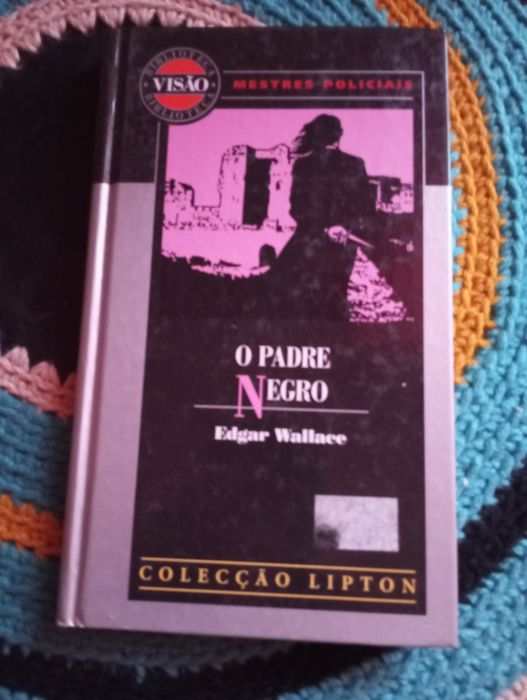 BIBLIOTECA
VISÃO
BIBLIOTECA
MESTRES POLICIAIS
O PADRE
NEGRO
Edgar Wallace
COLECÇÃO LIPTON